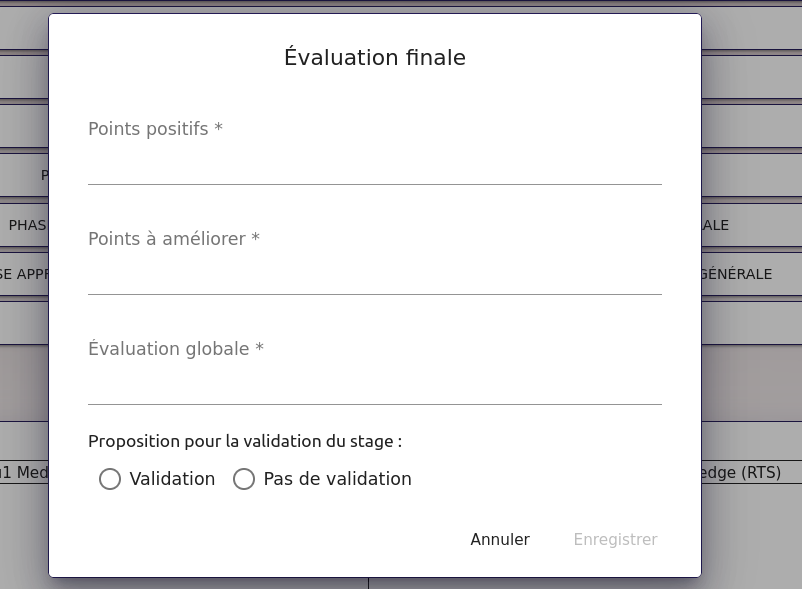 Évaluation finale
Points positifs *
PHAS
ALE
Points à améliorer *
SE APPR
GÉNÉRALE
Évaluation globale *
Proposition pour la validation du stage :
1 Med
edge (RTS)
Validation
Pas de validation
Annuler
Enregistrer